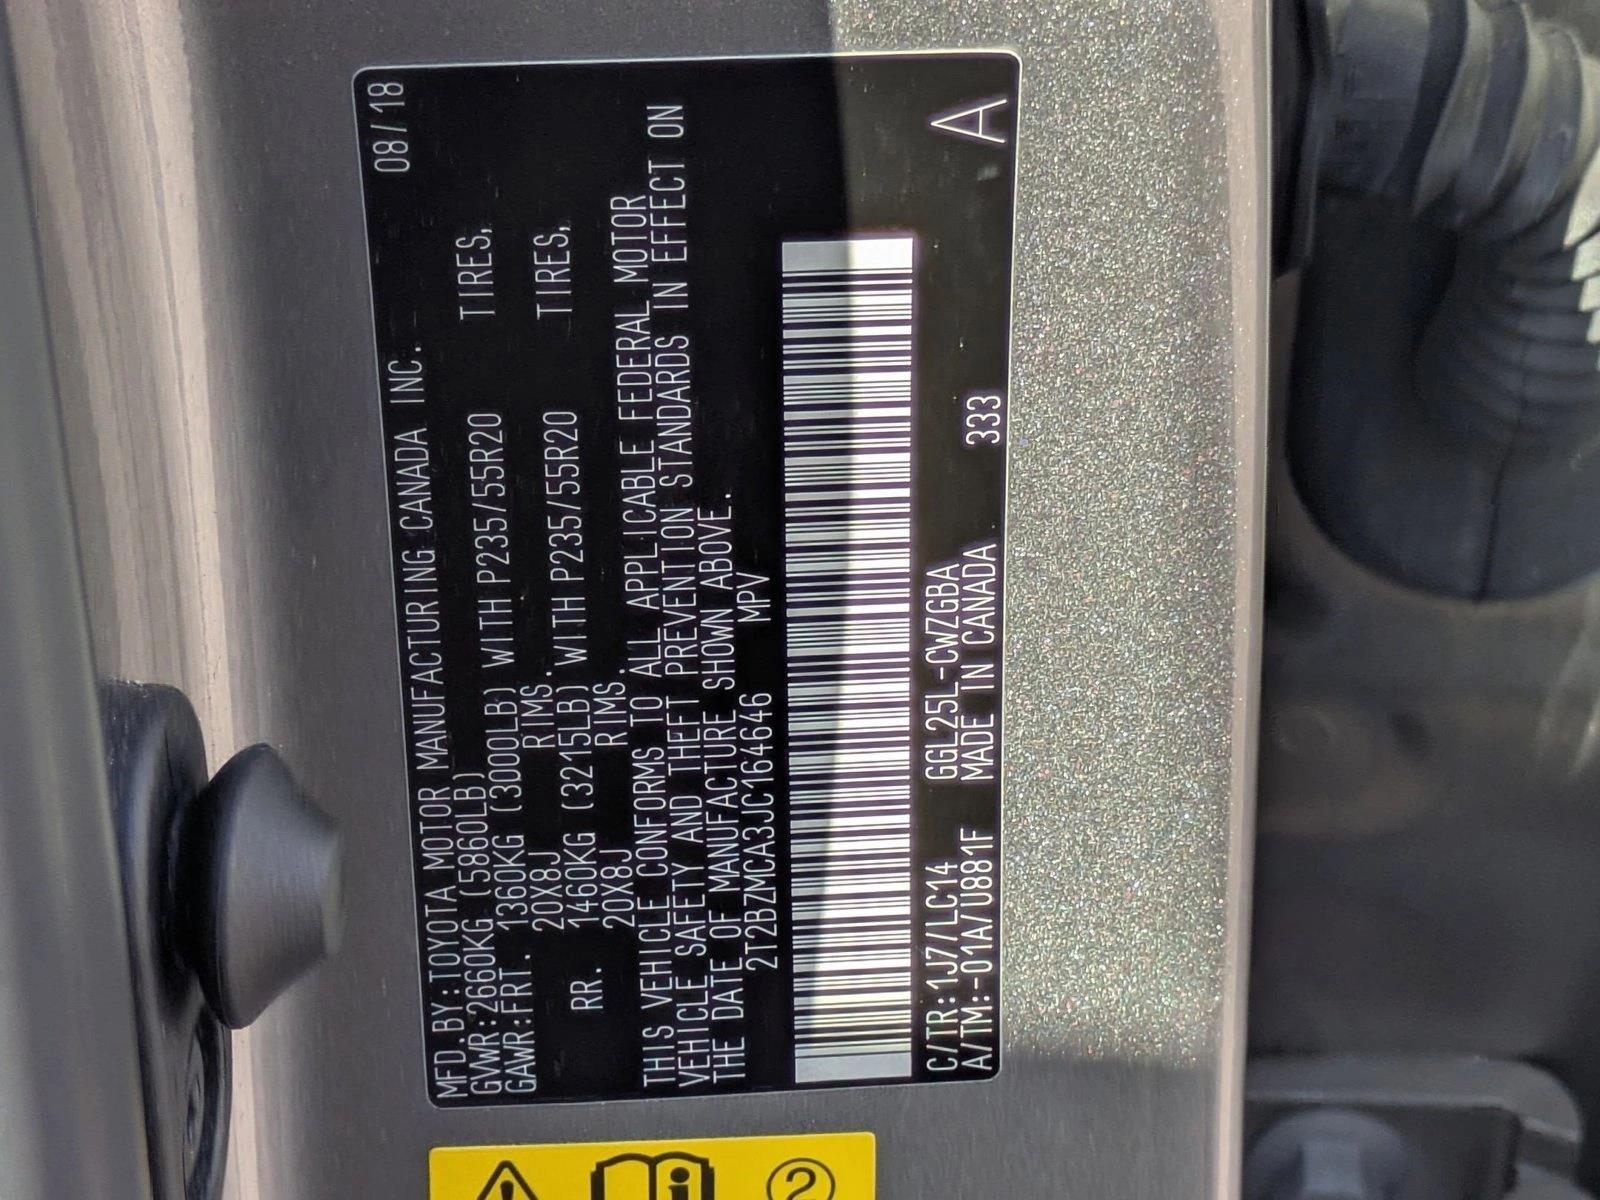 MFD.BY:TOYOTA MOTOR MANUFACTURING CANADA INC. 08/18
GVWR:2660KG(5860LB)
GAWR:FRT. 1360KG (3000LB) WITH P235/55R20 TIRES,
20X8J RIMS.
RR. 1460KG (3215LB) WITH P235/55R20 TIRES,
20X8J RIMS.
THIS VEHICLE CONFORMS TO ALL APPLICABLE FEDERAL MOTOR
VEHICLE SAFETY AND THEFT PREVENTION STANDARDS IN EFFECT ON
THE DATE OF MANUFACTURE SHOWN ABOVE.
2T2BZMCA3JC164646 MPV
C/TR:1J7/LC14 GGL25L-CWZGBA
A/TM:-01A/U881F MADE IN CANADA 333 A
i 2